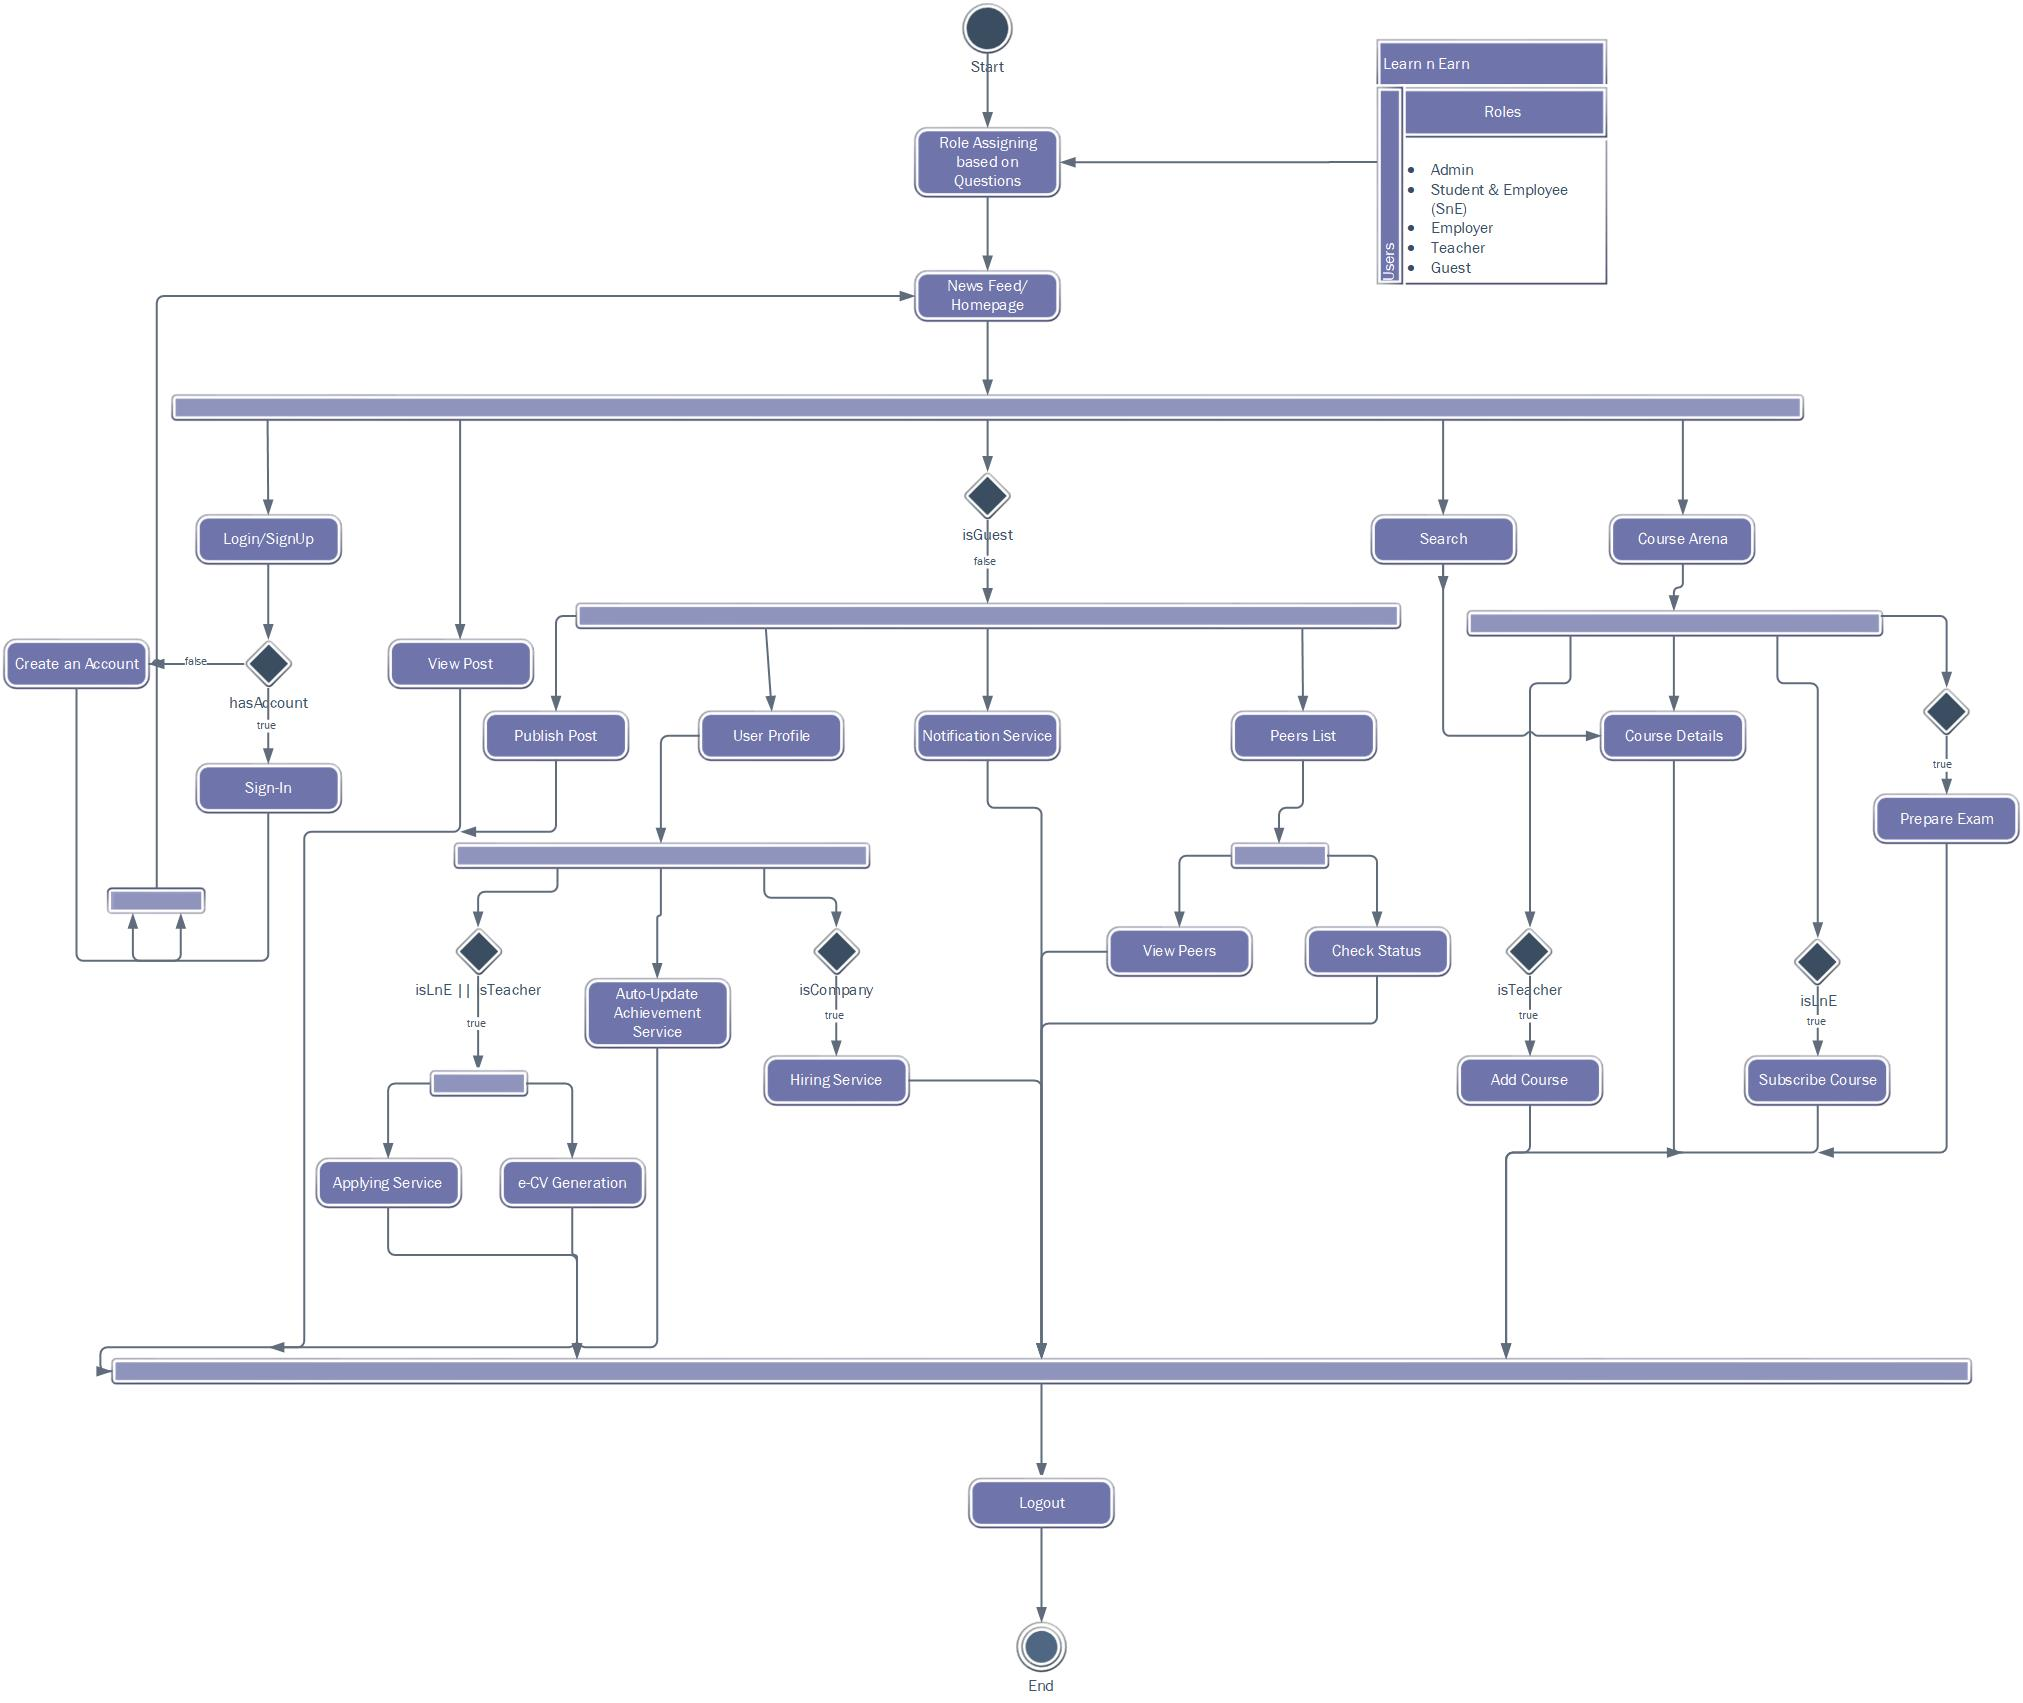 Start
Learn n Earn
Roles
Users
Admin
Student & Employee
(SnE)
Employer
Teacher
Guest
Role Assigning
based on
Questions
News Feed/
Homepage
Login/SignUp
isGuest
false
Search
Course Arena
Create an Account
false
hasAccount
true
View Post
Publish Post
User Profile
Notification Service
Peers List
Course Details
true
Sign-In
Prepare Exam
isLnE || isTeacher
true
Auto-Update
Achievement
Service
isCompany
true
View Peers
Check Status
isTeacher
true
isLnE
true
Hiring Service
Add Course
Subscribe Course
Applying Service
e-CV Generation
Logout
End